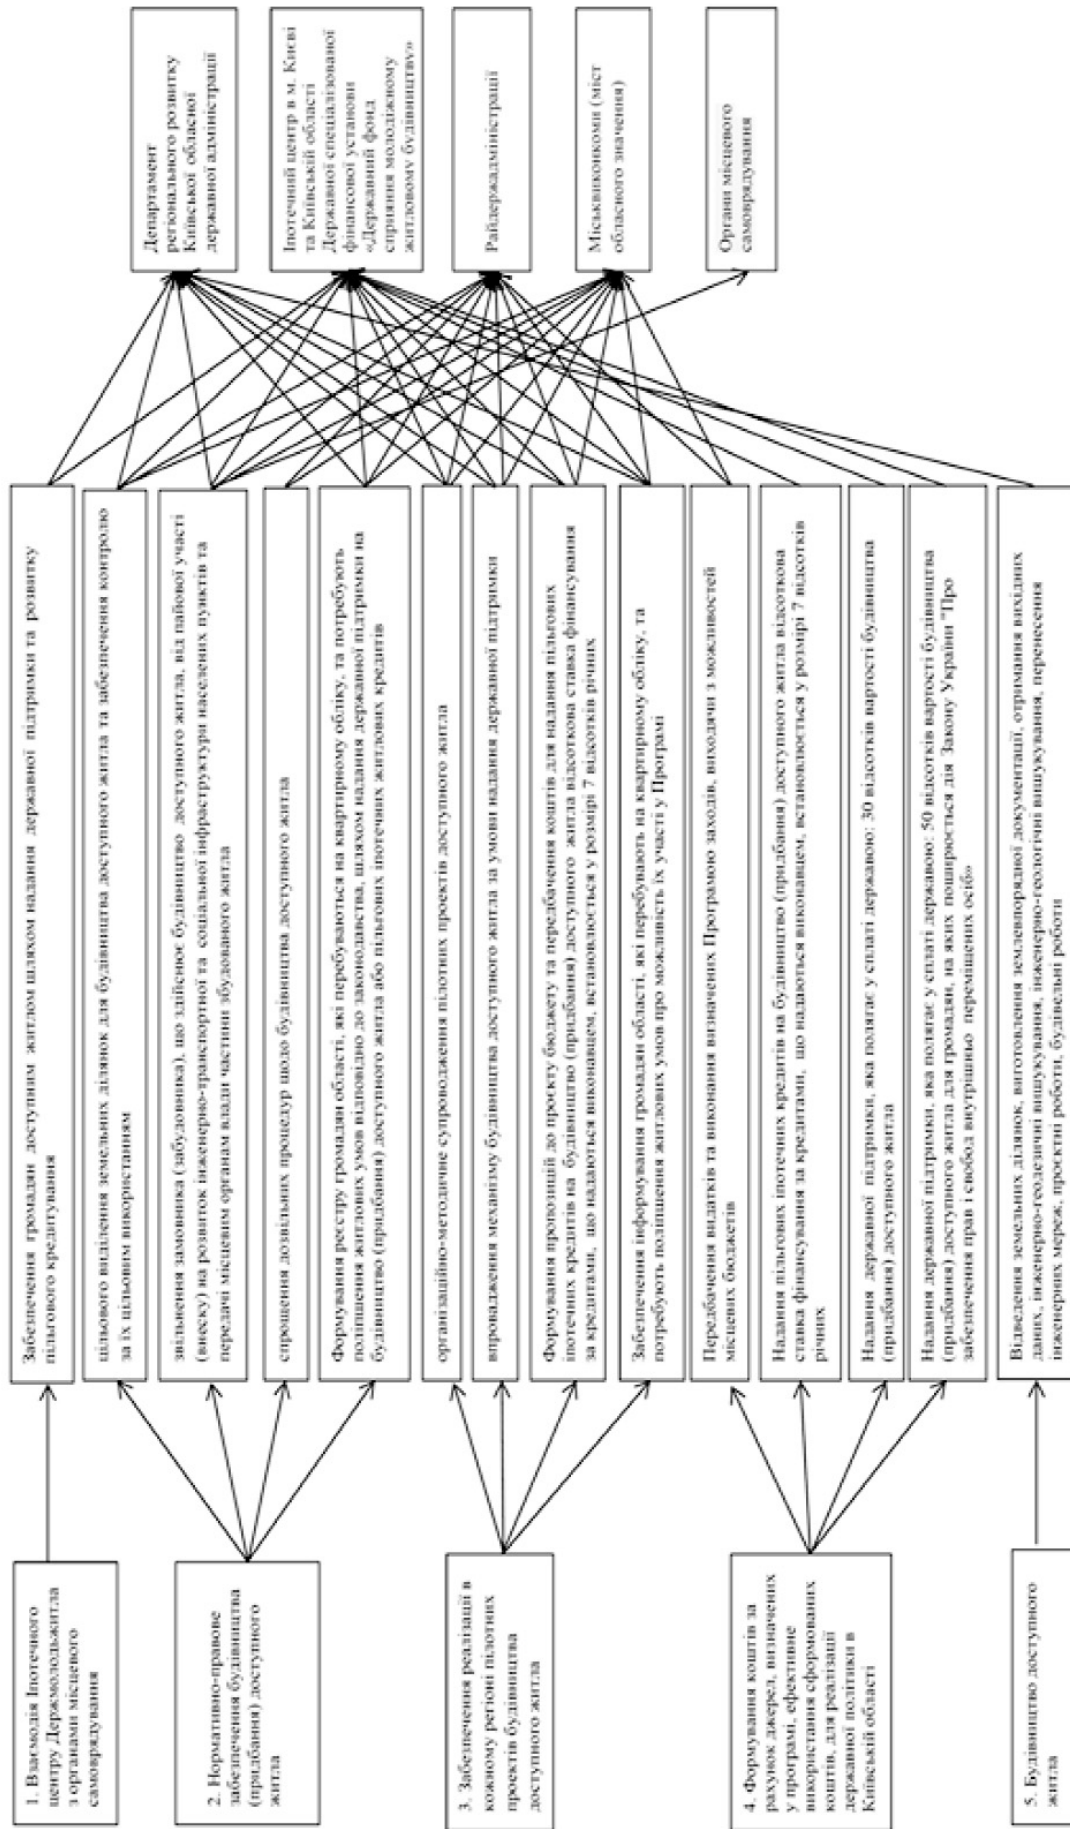 1. Взаємодія Іпотечного
центру Держмолодьжитла
з органами місцевого
самоврядування
2. Нормативно-правове
забезпечення будівництва
(придбання) доступного
житла
3. Забезпечення реалізації в
кожному регіоні пілотних
проектів будівництва
доступного житла
4. Формування коштів за
рахунок джерел, визначених
у програмі, ефективне
використання сформованих
коштів, для реалізації
державної політики в
Київській області
5. Будівництво доступного
житла
Забезпечення громадян доступним житлом шляхом надання державної підтримки та розвитку
пільгового кредитування
цільового виділення земельних ділянок для будівництва доступного житла та забезпечення контролю
за їх цільовим використанням
звільнення замовника (забудовника), що здійснює будівництво доступного житла, від пайової участі
(внеску) на розвиток інженерно-транспортної та соціальної інфраструктури населених пунктів та
передачі місцевим органам влади частини збудованого житла
спрощення дозвільних процедур щодо будівництва доступного житла
Формування реєстру громадян області, які перебуваються на квартирному обліку, та потребують
поліпшення житлових умов відповідно до законодавства, шляхом надання державної підтримки на
будівництво (придбання) доступного житла або пільгових іпотечних житлових кредитів
організаційно-методичне супроводження пілотних проектів доступного житла
впровадження механізму будівництва доступного житла за умови надання державної підтримки
Формування пропозицій до проєкту бюджету та передбачення коштів для надання пільгових
іпотечних кредитів на будівництво (придбання) доступного житла відсоткова ставка фінансування
за кредитами, що надаються виконавцем, встановлюється у розмірі 7 відсотків річних
Забезпечення інформування громадян області, які перебувають на квартирному обліку, та
потребують поліпшення житлових умов про можливість їх участі у Програмі
Передбачення видатків та виконання визначених Програмою заходів, виходячи з можливостей
місцевих бюджетів
Надання пільгових іпотечних кредитів на будівництво (придбання) доступного житла відсоткова
ставка фінансування за кредитами, що надаються виконавцем, встановлюється у розмірі 7 відсотків
річних
Надання державної підтримки, яка полягає у сплаті державою: 30 відсотків вартості будівництва
(придбання) доступного житла
Надання державної підтримки, яка полягає у сплаті державою: 50 відсотків вартості будівництва
(придбання) доступного житла для громадян, на яких поширюється дія Закону України "Про
забезпечення прав і свобод внутрішньо переміщених осіб»
Відведення земельних ділянок, виготовлення землевпорядної документації, отримання вихідних
даних, інженерно-геодезичні вишукування, інженерно-геологічні вишукування, перенесення
інженерних мереж, проєктні роботи, будівельні роботи
Департамент
регіонального розвитку
Київської обласної
державної адміністрації
Іпотечний центр в м. Києві
та Київській області
Державної спеціалізованої
фінансової установи
«Державний фонд
сприяння молодіжному
житловому будівництву»
Райдержадміністрації
Міськвиконкоми (міст
обласного значення)
Органи місцевого
самоврядування